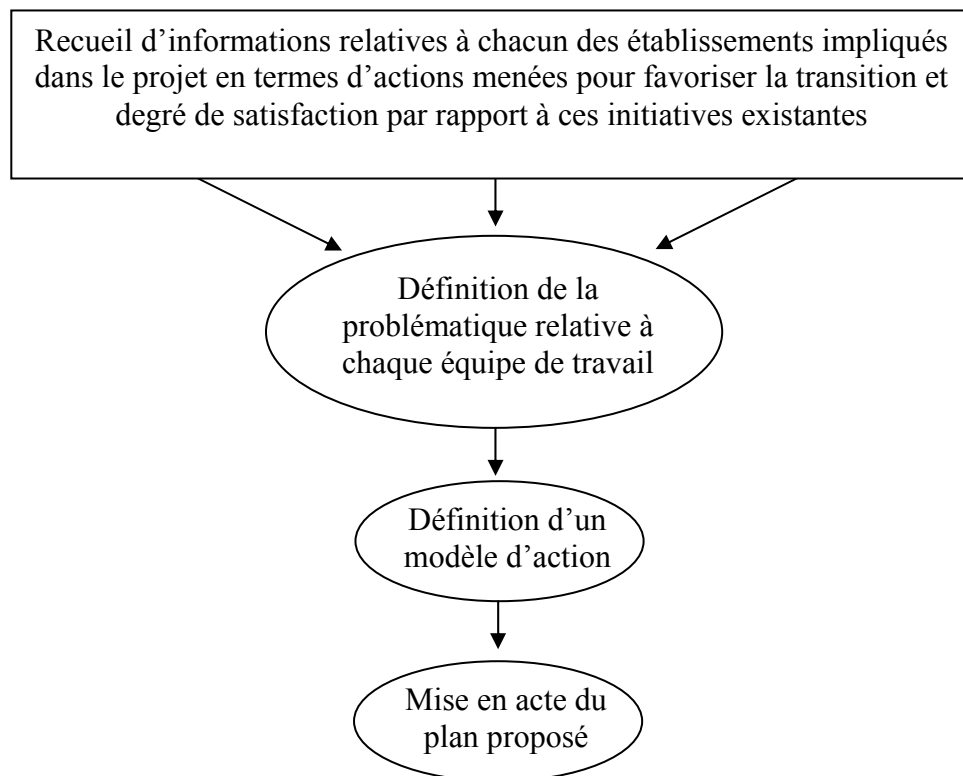 Recueil d’informations relatives à chacun des établissements impliqués
dans le projet en termes d’actions menées pour favoriser la transition et
degré de satisfaction par rapport à ces initiatives existantes
Définition de la
problématique relative à
chaque équipe de travail
Définition d’un
modèle d’action
Mise en acte du
plan proposé